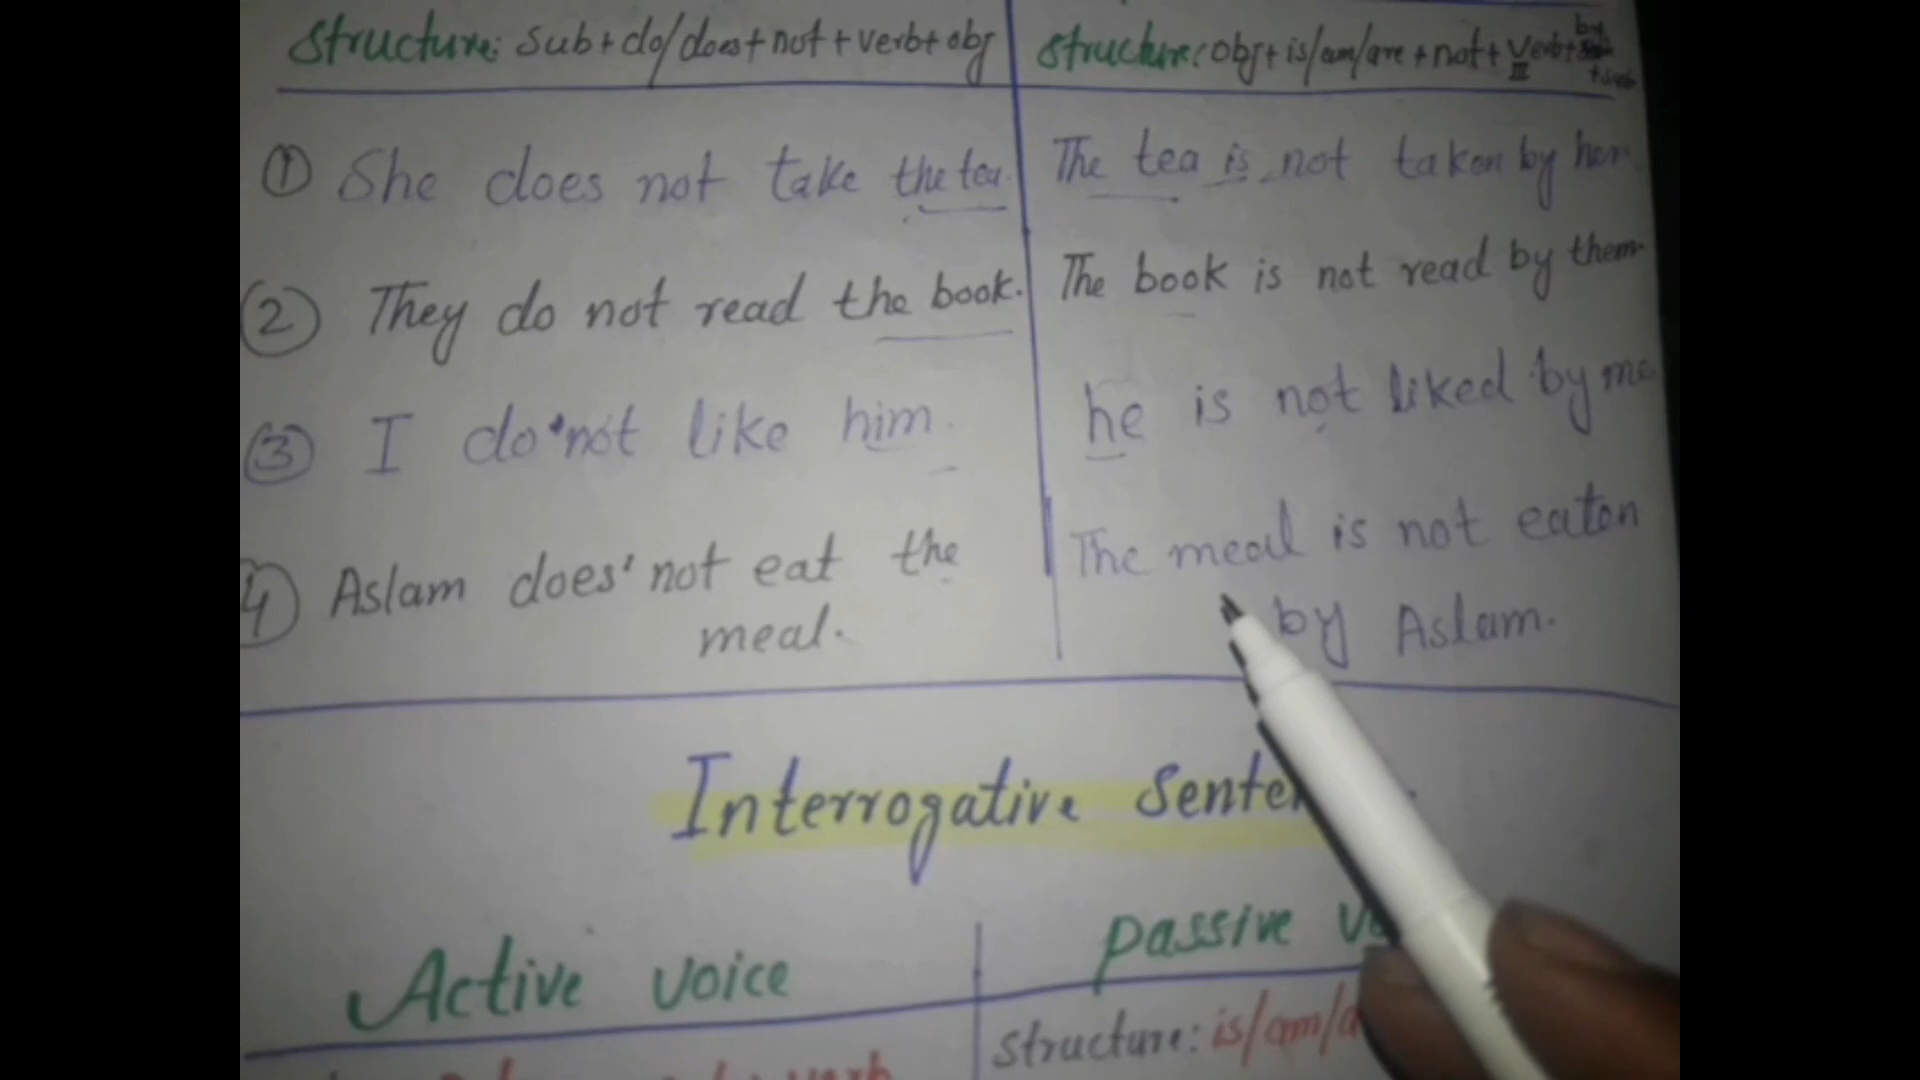 Structure: Sub+do/does+not+verb+obj
Structure: obj+is/am/are+not+Verb+by
III
+sub
① She does not take the tea.
The tea is not taken by her.
② They do not read the book.
The book is not read by them.
③ I do not like him.
he is not liked by me.
④ Aslam does not eat the
meal.
The meal is not eaten
by Aslam.
Interrogative
Active voice
passive
structure: is/am/
verb